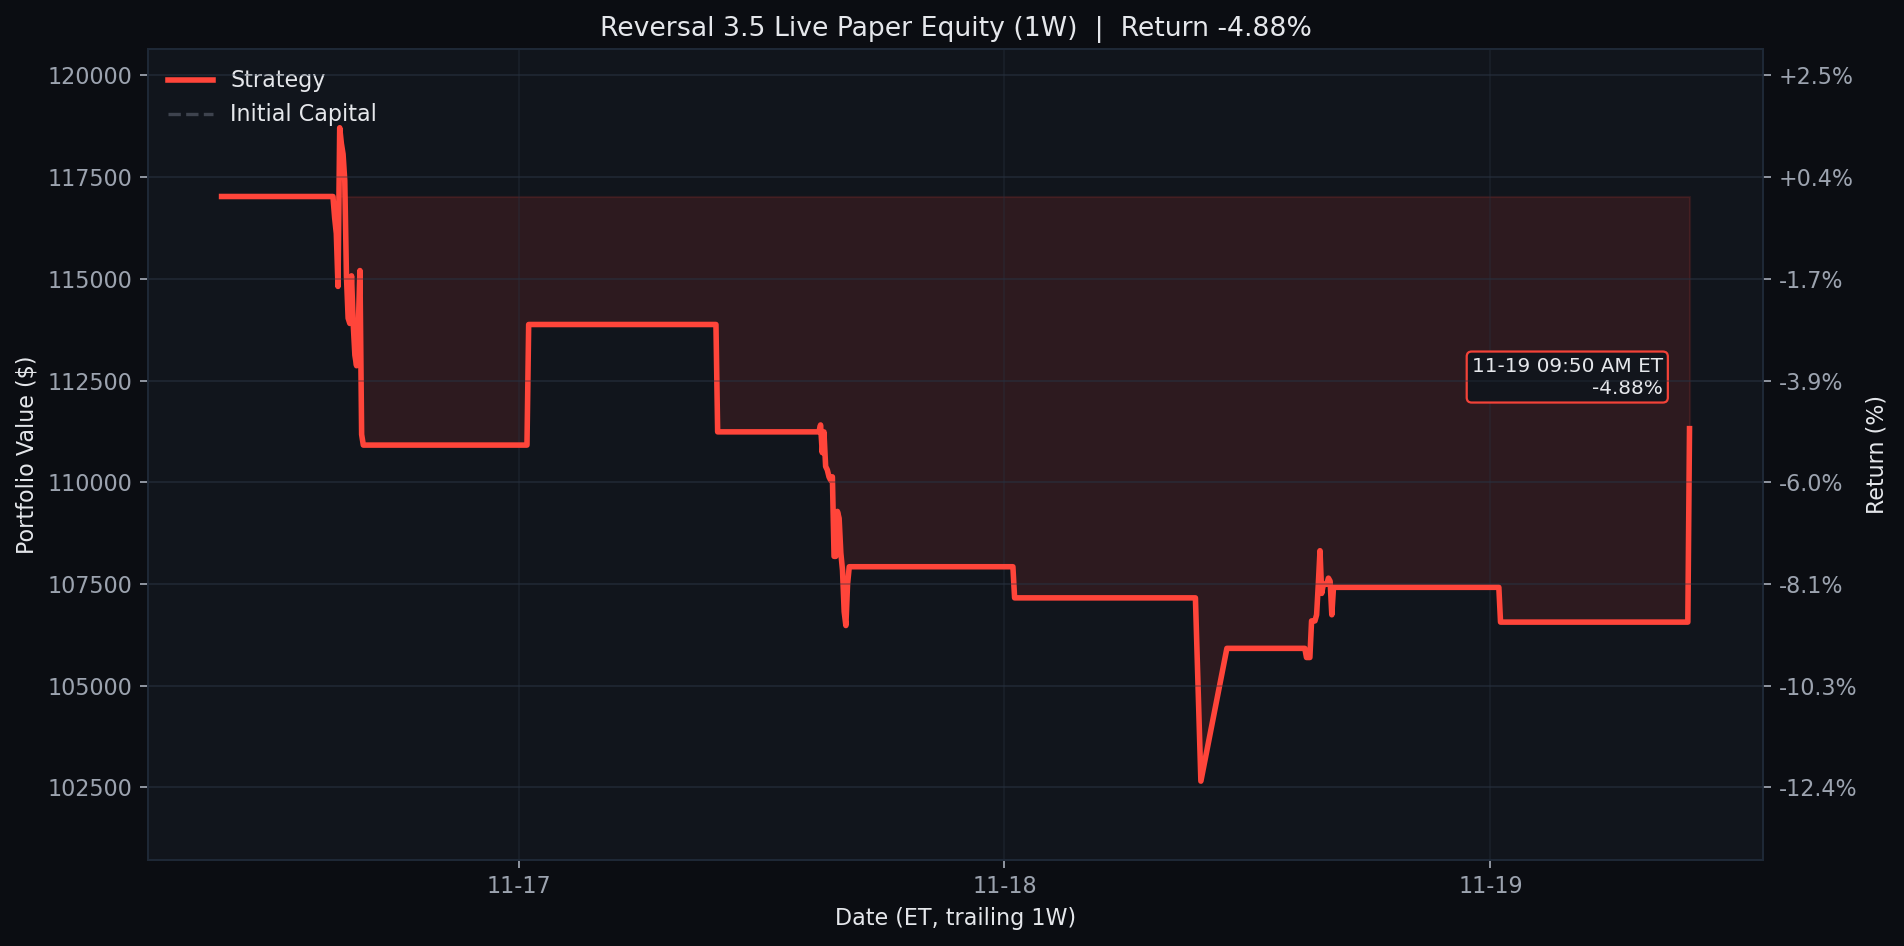 Reversal 3.5 Live Paper Equity (1W)  |  Return -4.88%
Strategy
Initial Capital
Portfolio Value ($)
120000
117500
115000
112500
110000
107500
105000
102500
+2.5%
+0.4%
-1.7%
-3.9%
-6.0%
-8.1%
-10.3%
-12.4%
Return (%)
11-19 09:50 AM ET
-4.88%
11-17
11-18
11-19
Date (ET, trailing 1W)